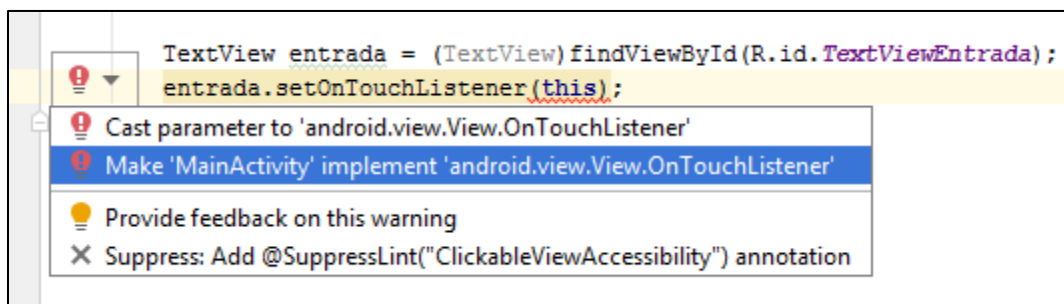 TextView entrada = (TextView)findViewById(R.id.TextViewEntrada);
entrada.setOnTouchListener(this);
Cast parameter to 'android.view.View.OnTouchListener'
Make 'MainActivity' implement 'android.view.View.OnTouchListener'
Provide feedback on this warning
Suppress: Add @SuppressLint("ClickableViewAccessibility") annotation